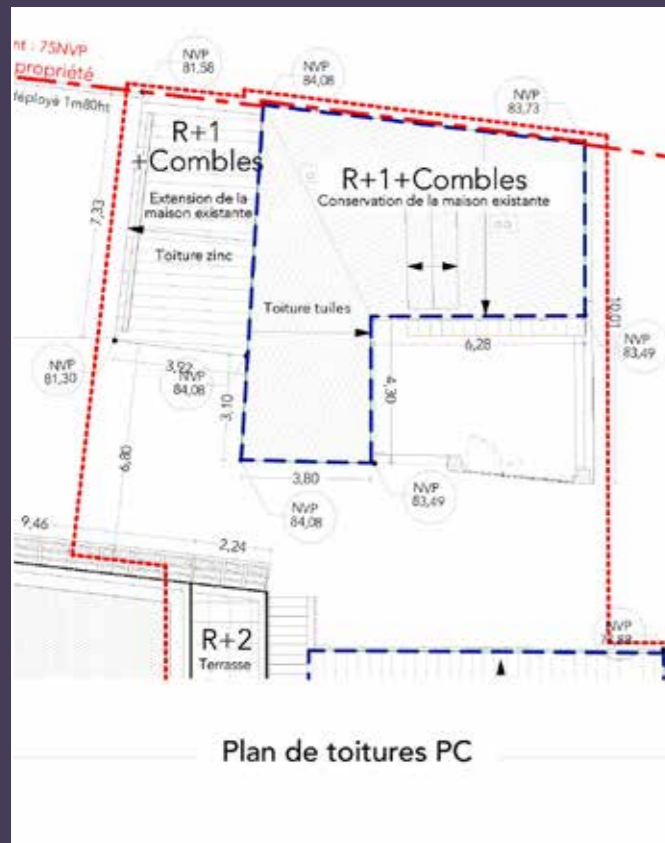 nt : 75NVP
propriété
déployé 1m80ht
NVP
81,58
NVP
84,08
NVP
83,73
R+1
+Combles
Extension de la
maison existante
Toiture zinc
R+1+Combles
Conservation de la maison existante
Toiture tuiles
7,33
6,28
10,01
NVP
83,49
NVP
81,30
3,92
NVP
84,08
3,10
4,30
6,80
3,80
NVP
84,08
NVP
83,49
9,46
2,24
R+2
Terrasse
NVP
Plan de toitures PC